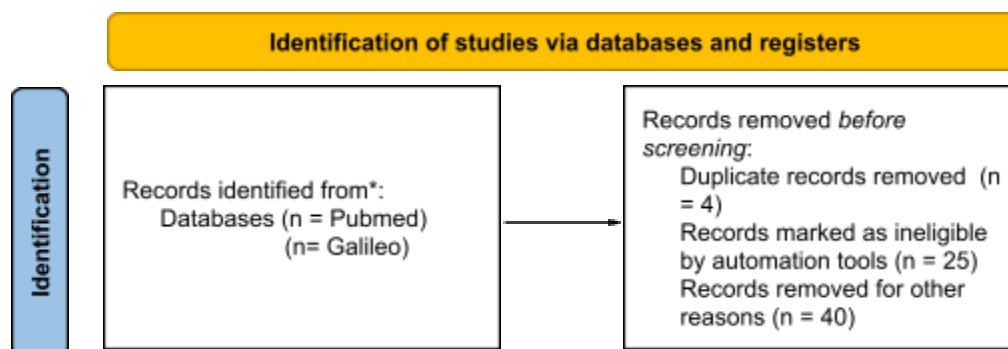 Identification of studies via databases and registers
Identification
Records identified from*:
Databases (n = Pubmed)
(n= Galileo)
Records removed before
screening:
Duplicate records removed (n
= 4)
Records marked as ineligible
by automation tools (n = 25)
Records removed for other
reasons (n = 40)